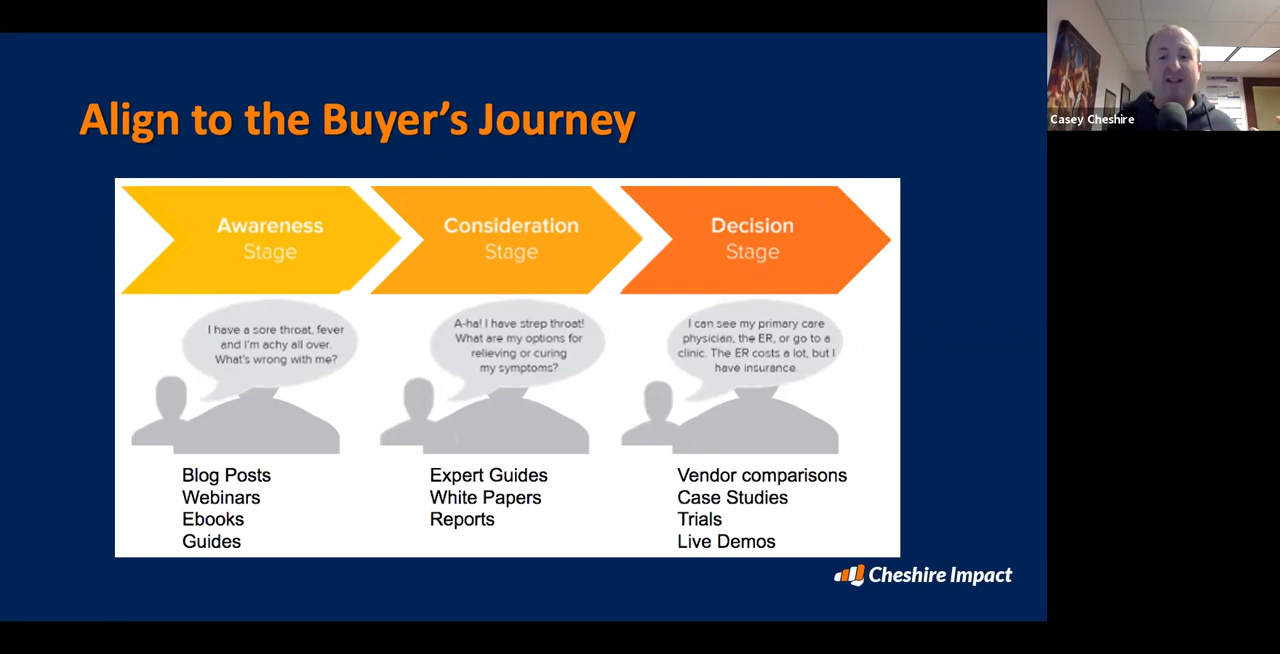 Align to the Buyer’s Journey
Awareness
Stage
Consideration
Stage
Decision
Stage
I have a sore throat, fever
and I'm achy all over.
What's wrong with me?
A-ha! I have strep throat!
What are my options for
relieving or curing
my symptoms?
I can see my primary care
physician, the ER, or go to a
clinic. The ER costs a lot, but I
have insurance.
Blog Posts
Webinars
Ebooks
Guides
Expert Guides
White Papers
Reports
Vendor comparisons
Case Studies
Trials
Live Demos
Cheshire Impact
Casey Cheshire